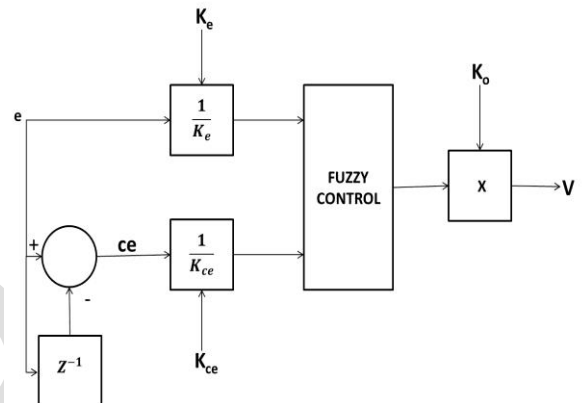 Ke
Ko
e
1
Ke
FUZZY
CONTROL
X
V
+
ce
1
Kce
-
Z−1
Kce